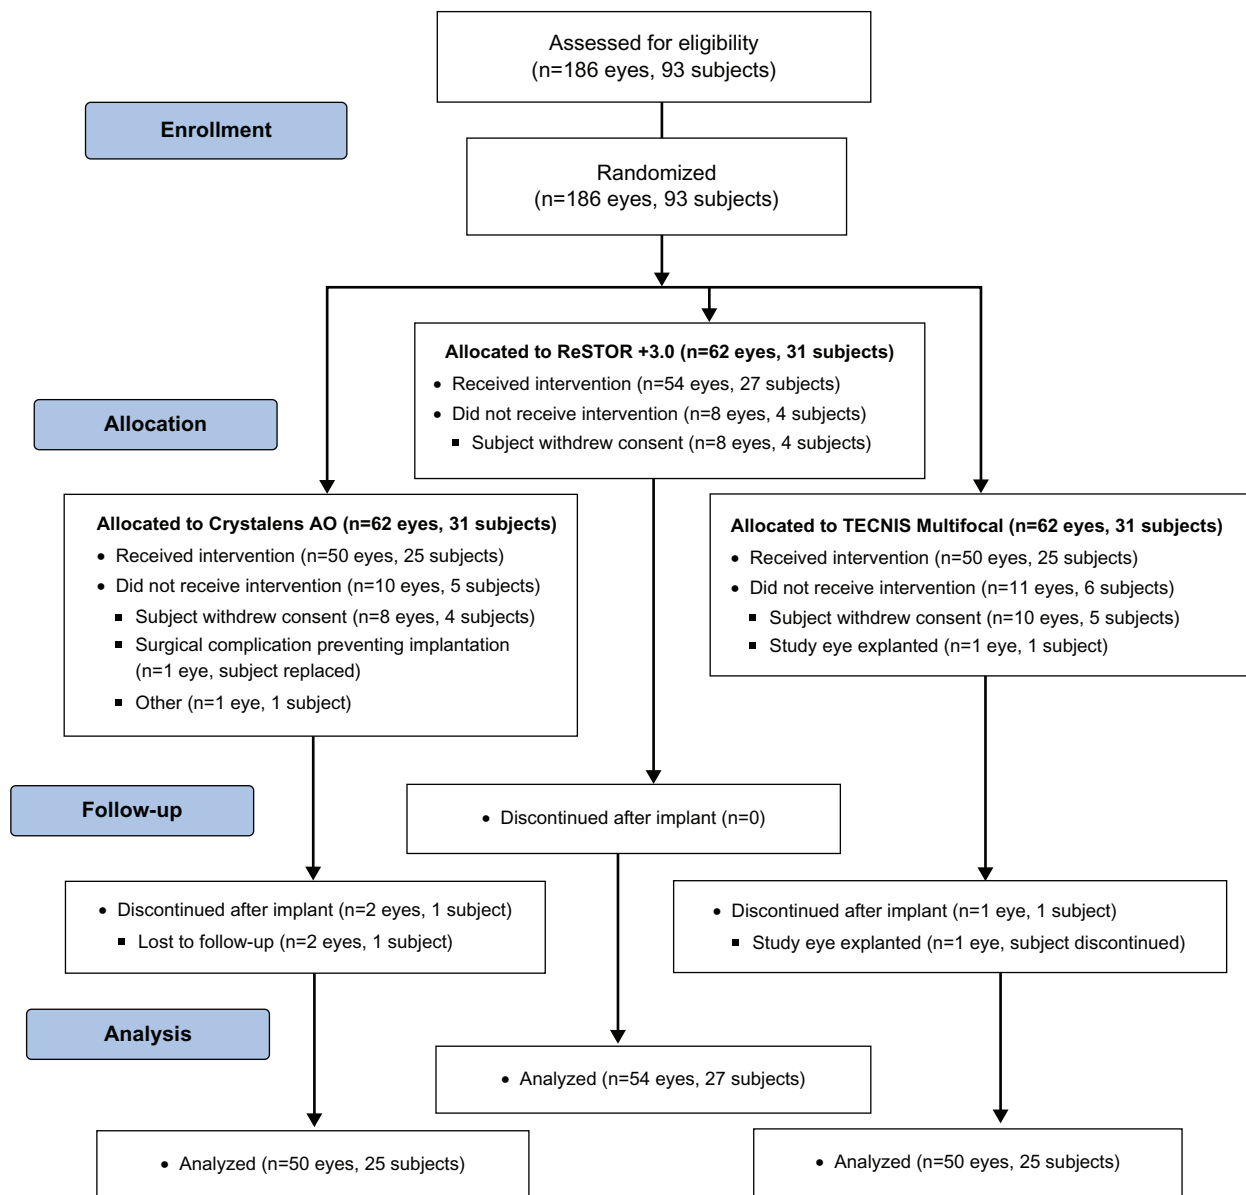 Assessed for eligibility
(n=186 eyes, 93 subjects)
Enrollment
Randomized
(n=186 eyes, 93 subjects)
Allocated to ReSTOR +3.0 (n=62 eyes, 31 subjects)
• Received intervention (n=54 eyes, 27 subjects)
• Did not receive intervention (n=8 eyes, 4 subjects)
▪ Subject withdrew consent (n=8 eyes, 4 subjects)
Allocation
Allocated to Crystalens AO (n=62 eyes, 31 subjects)
• Received intervention (n=50 eyes, 25 subjects)
• Did not receive intervention (n=10 eyes, 5 subjects)
▪ Subject withdrew consent (n=8 eyes, 4 subjects)
▪ Surgical complication preventing implantation
(n=1 eye, subject replaced)
▪ Other (n=1 eye, 1 subject)
Allocated to TECNIS Multifocal (n=62 eyes, 31 subjects)
• Received intervention (n=50 eyes, 25 subjects)
• Did not receive intervention (n=11 eyes, 6 subjects)
▪ Subject withdrew consent (n=10 eyes, 5 subjects)
▪ Study eye explanted (n=1 eye, 1 subject)
Follow-up
• Discontinued after implant (n=0)
• Discontinued after implant (n=2 eyes, 1 subject)
▪ Lost to follow-up (n=2 eyes, 1 subject)
• Discontinued after implant (n=1 eye, 1 subject)
▪ Study eye explanted (n=1 eye, subject discontinued)
Analysis
• Analyzed (n=54 eyes, 27 subjects)
• Analyzed (n=50 eyes, 25 subjects)
• Analyzed (n=50 eyes, 25 subjects)